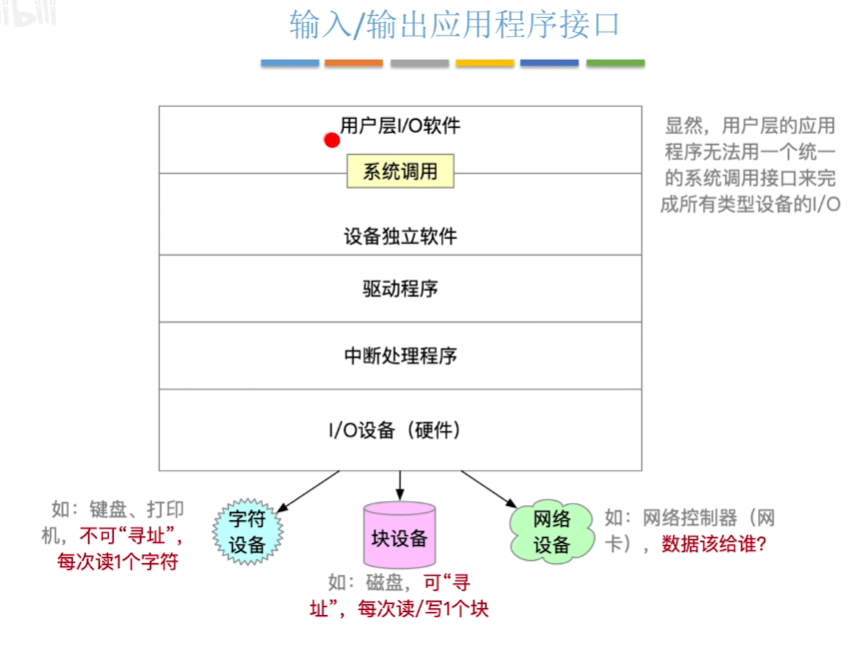 bilibili
输入/输出应用程序接口
用户层I/O软件
系统调用
设备独立软件
驱动程序
中断处理程序
I/O设备（硬件）
显然，用户层的应用
程序无法用一个统一
的系统调用接口来完
成所有类型设备的I/O
如：键盘、打印
机，不可“寻址”，
每次读1个字符
字符
设备
块设备
如：磁盘，可“寻
址”，每次读/写1个块
网络
设备
如：网络控制器（网
卡），数据该给谁？